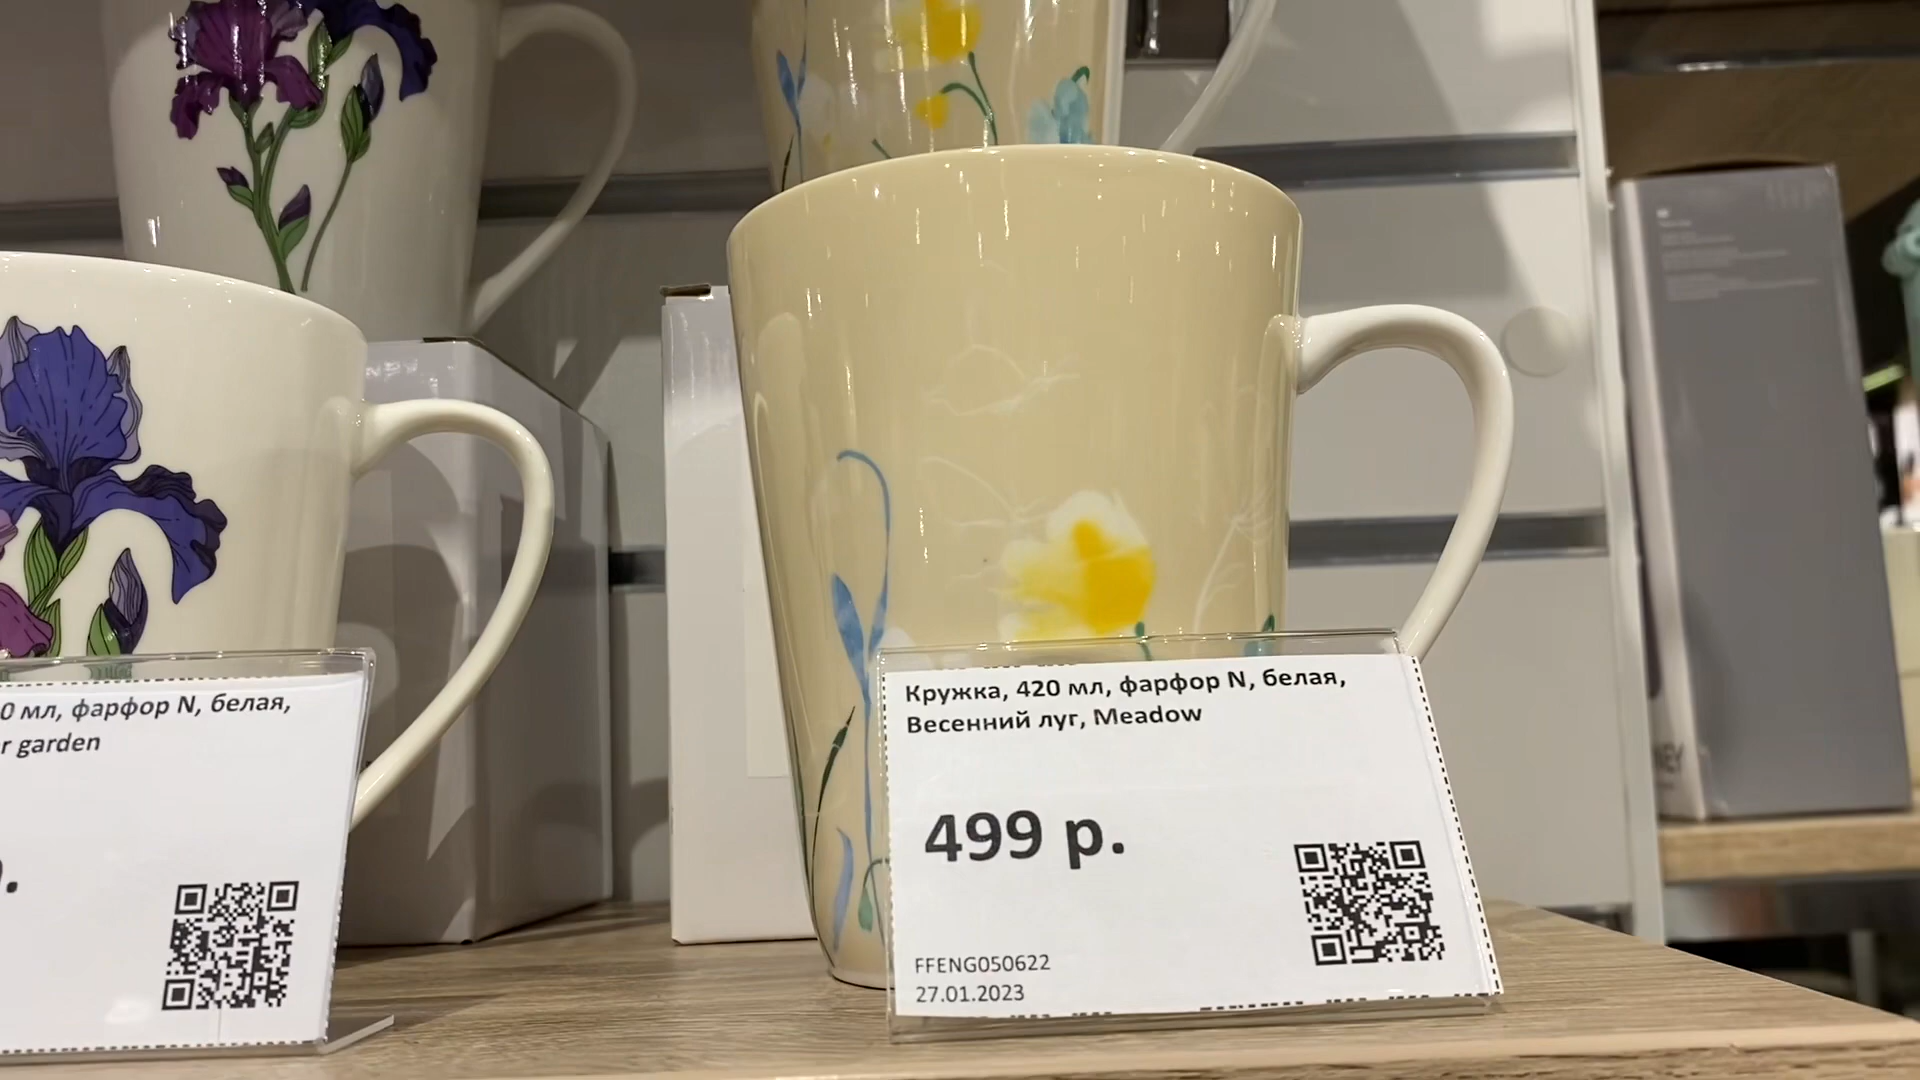 0 мл, фарфор N, белая,
r garden
р.
Кружка, 420 мл, фарфор N, белая,
Весенний луг, Meadow
499 р.
FFENG050622
27.01.2023